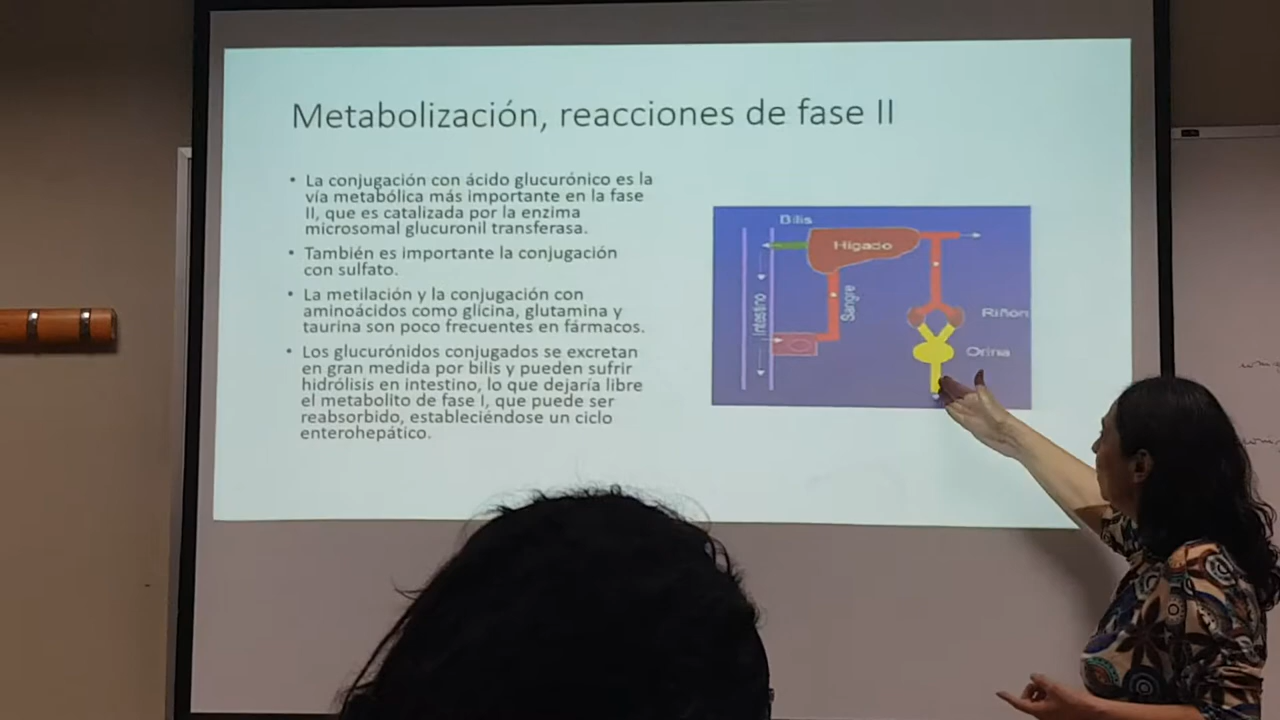 Metabolización, reacciones de fase II
• La conjugación con ácido glucurónico es la
vía metabólica más importante en la fase
II, que es catalizada por la enzima
microsomal glucuronil transferasa.
• También es importante la conjugación
con sulfato.
• La metilación y la conjugación con
aminoácidos como glicina, glutamina y
taurina son poco frecuentes en fármacos.
• Los glucurónidos conjugados se excretan
en gran medida por bilis y pueden sufrir
hidrólisis en intestino, lo que dejaría libre
el metabolito de fase I, que puede ser
reabsorbido, estableciéndose un ciclo
enterohepático.
Bilis
Hígado
Intestino
Sangre
Riñón
Orina